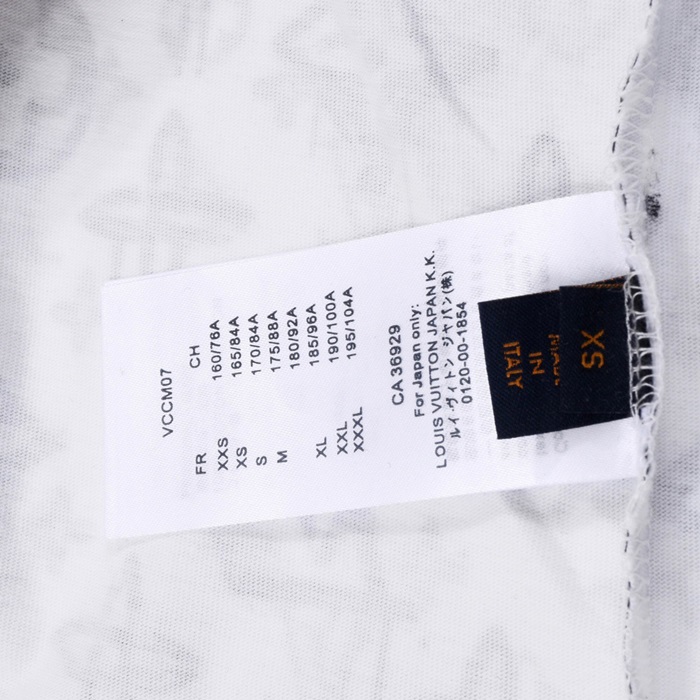 VCCM07
FR CH
XXS 160/76A
XS 165/84A
S 170/84A
M 175/88A
180/92A
XL 185/96A
XXL 190/100A
XXXL 195/104A
CA 36929
For Japan only:
LOUIS VUITTON JAPAN K.K.
ルイ・ヴィトン ジャパン(株)
0120-00-1854
MADE
IN
ITALY
XS